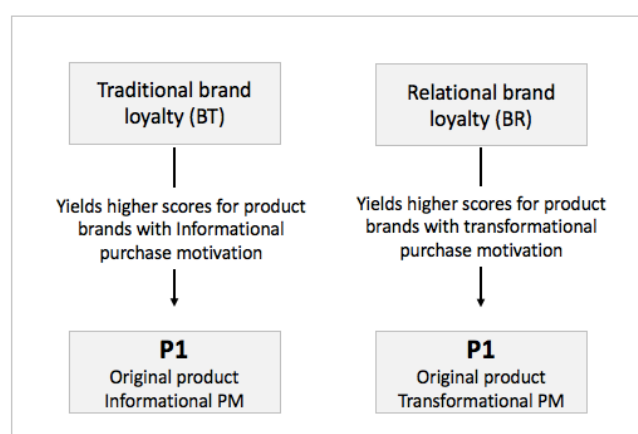 Traditional brand
loyalty (BT)
Yields higher scores for product
brands with Informational
purchase motivation
P1
Original product
Informational PM
Relational brand
loyalty (BR)
Yields higher scores for product
brands with transformational
purchase motivation
P1
Original product
Transformational PM